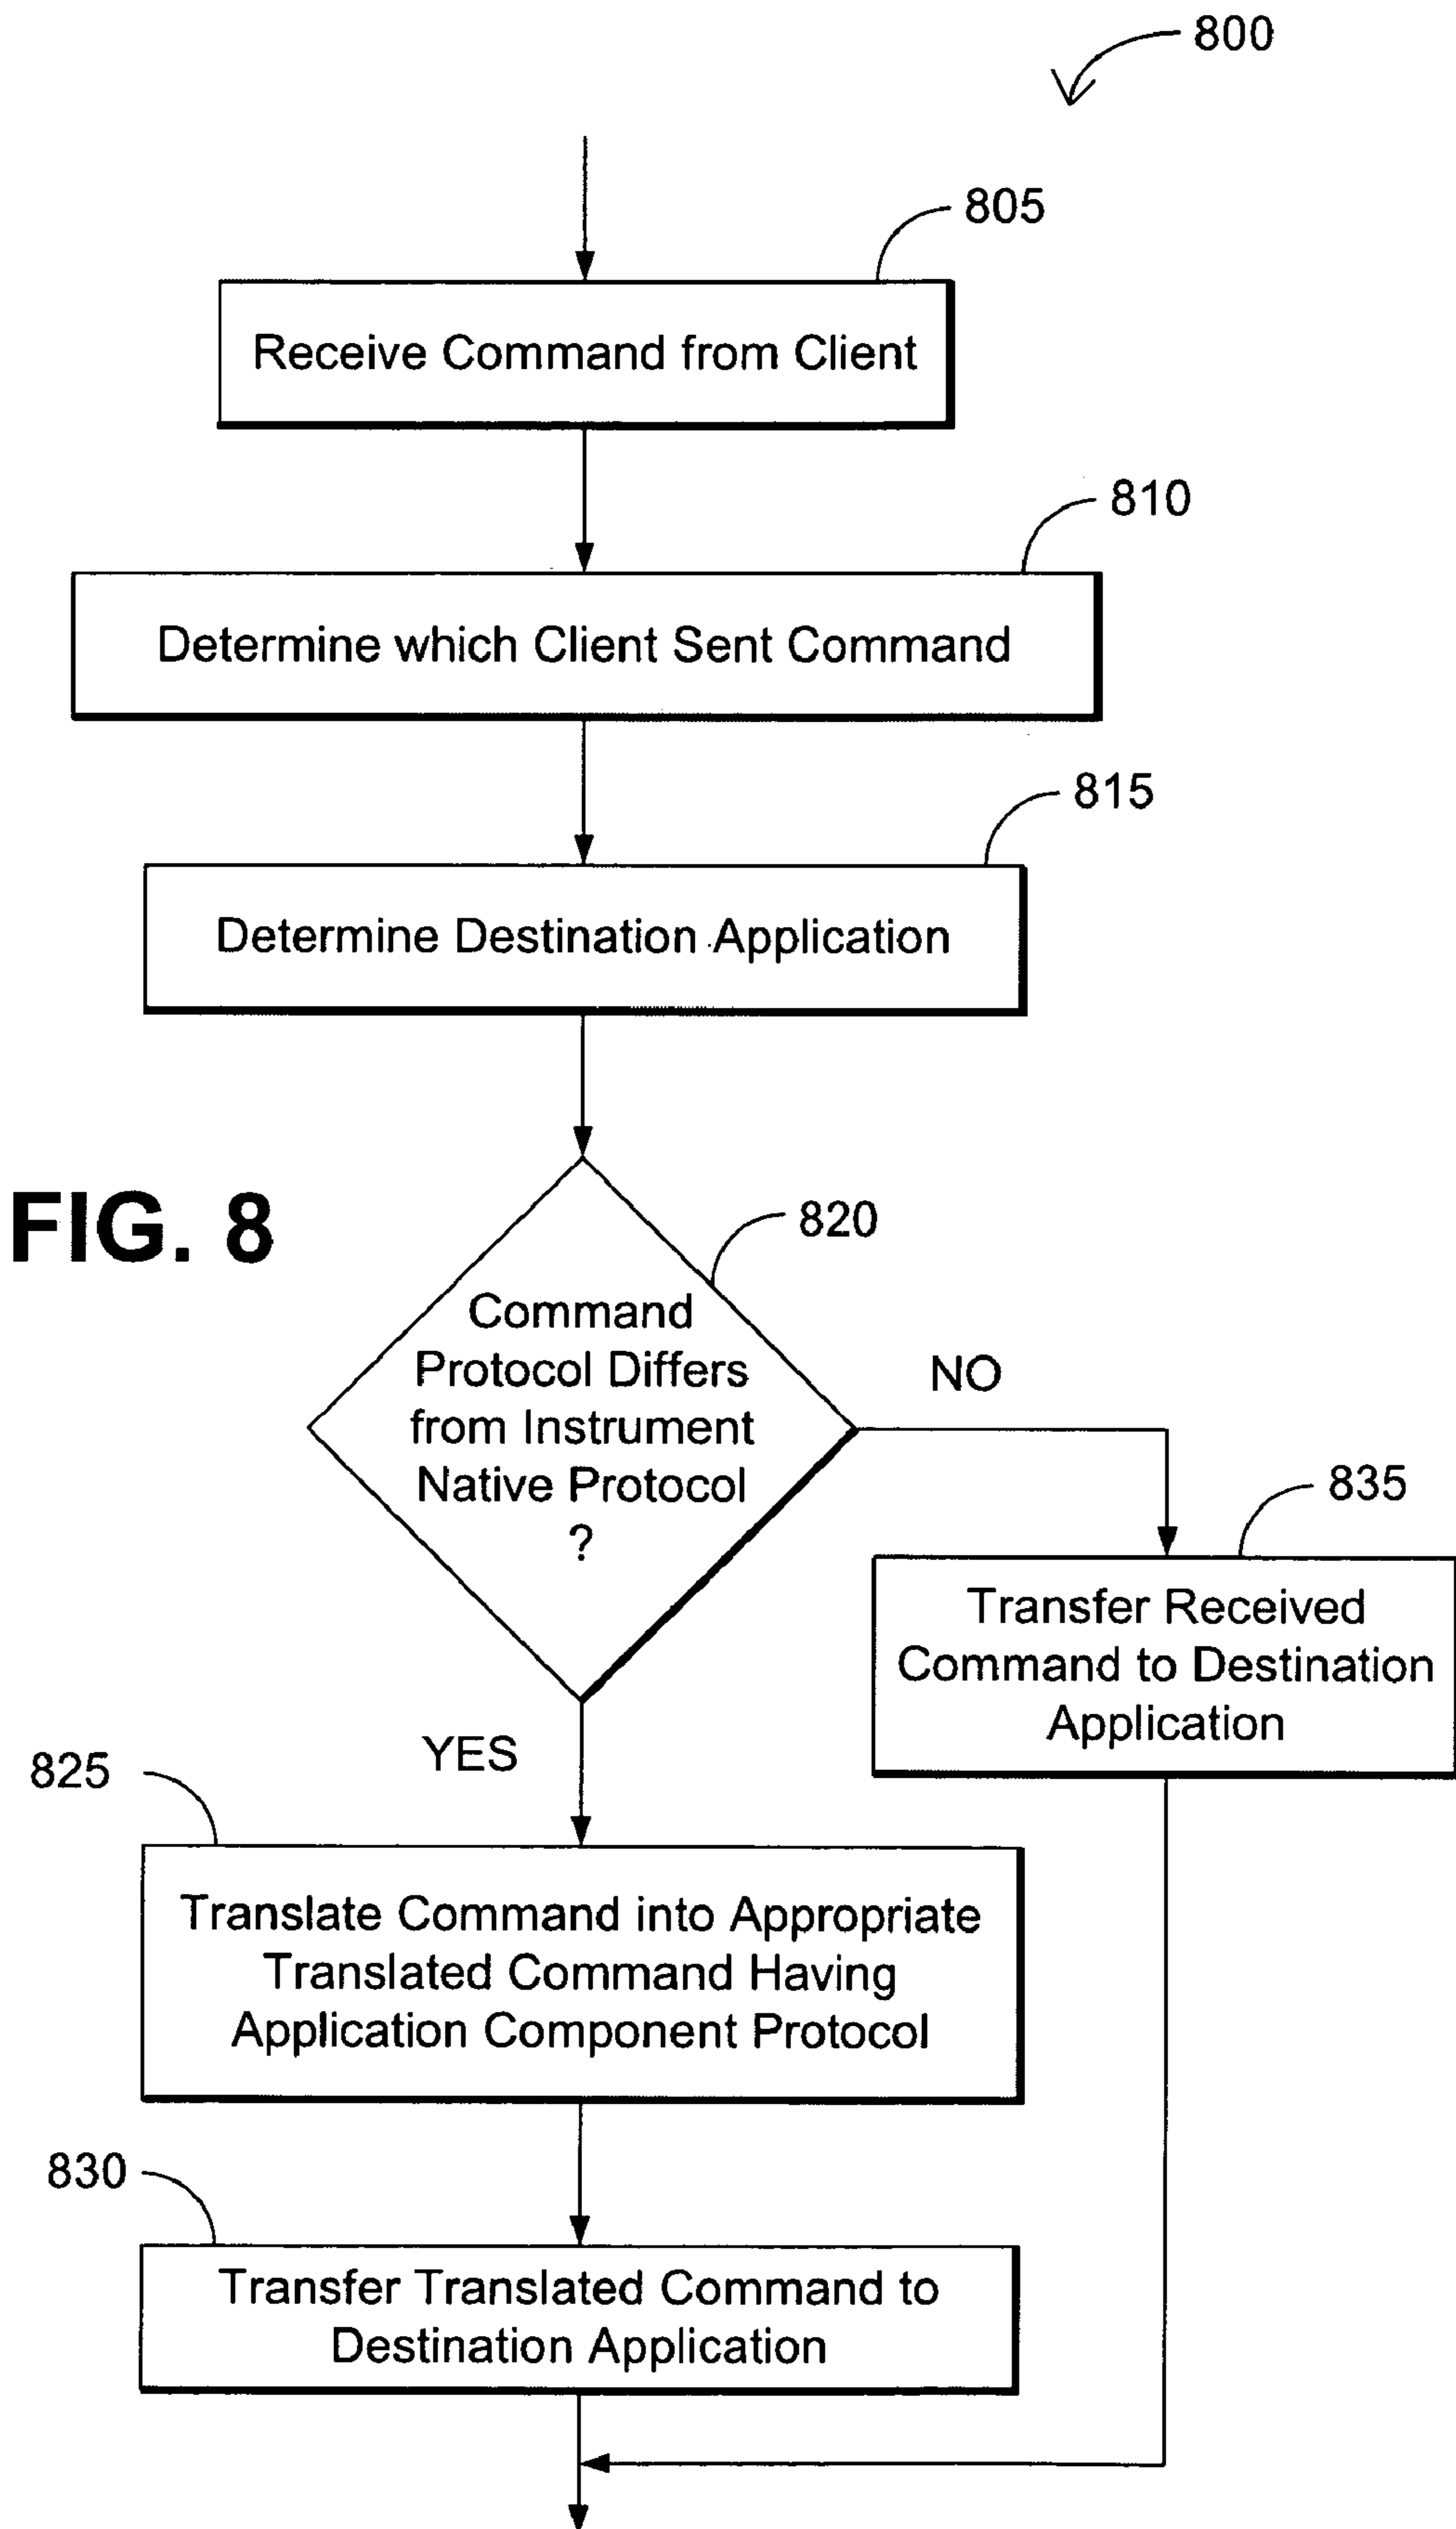 800
805
Receive Command from Client
810
Determine which Client Sent Command
815
Determine Destination Application
FIG. 8
820
Command
Protocol Differs
from Instrument
Native Protocol
?
NO
835
Transfer Received
Command to Destination
Application
YES
825
Translate Command into Appropriate
Translated Command Having
Application Component Protocol
830
Transfer Translated Command to
Destination Application